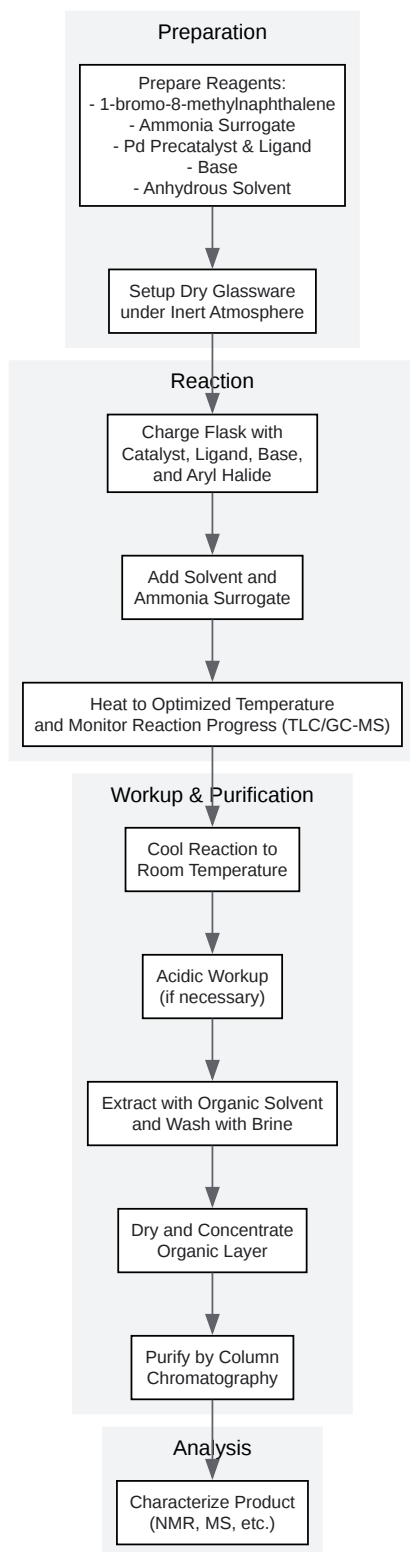 Preparation
Prepare Reagents:
- 1-bromo-8-methylnaphthalene
- Ammonia Surrogate
- Pd Precatalyst & Ligand
- Base
- Anhydrous Solvent
Setup Dry Glassware
under Inert Atmosphere
Reaction
Charge Flask with
Catalyst, Ligand, Base,
and Aryl Halide
Add Solvent and
Ammonia Surrogate
Heat to Optimized Temperature
and Monitor Reaction Progress (TLC/GC-MS)
Workup & Purification
Cool Reaction to
Room Temperature
Acidic Workup
(if necessary)
Extract with Organic Solvent
and Wash with Brine
Dry and Concentrate
Organic Layer
Purify by Column
Chromatography
Analysis
Characterize Product
(NMR, MS, etc.)